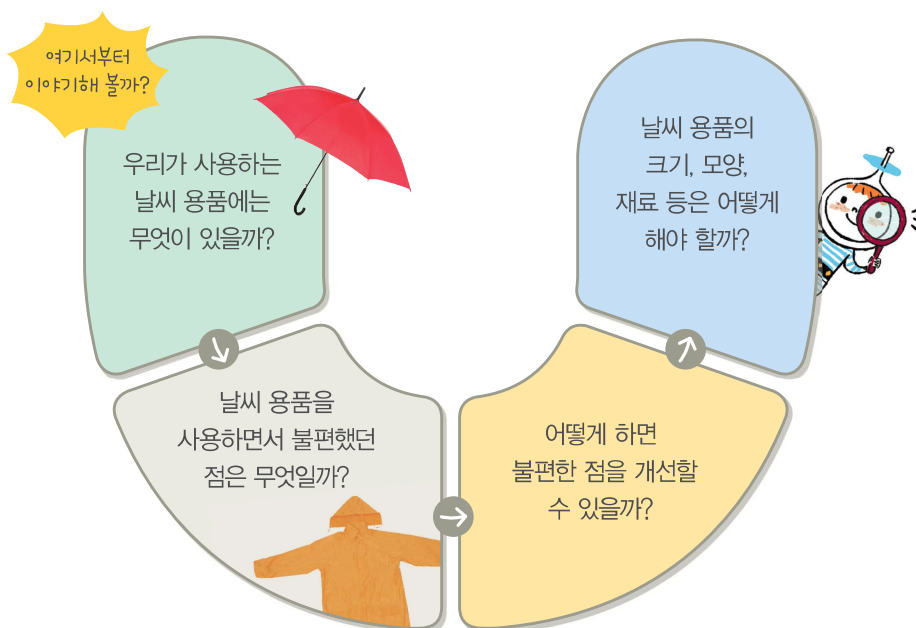 여기서부터
이야기해 볼까?
우리가 사용하는
날씨 용품에는
무엇이 있을까?
날씨 용품을
사용하면서 불편했던
점은 무엇일까?
어떻게 하면
불편한 점을 개선할
수 있을까?
날씨 용품의
크기, 모양,
재료 등은 어떻게
해야 할까?